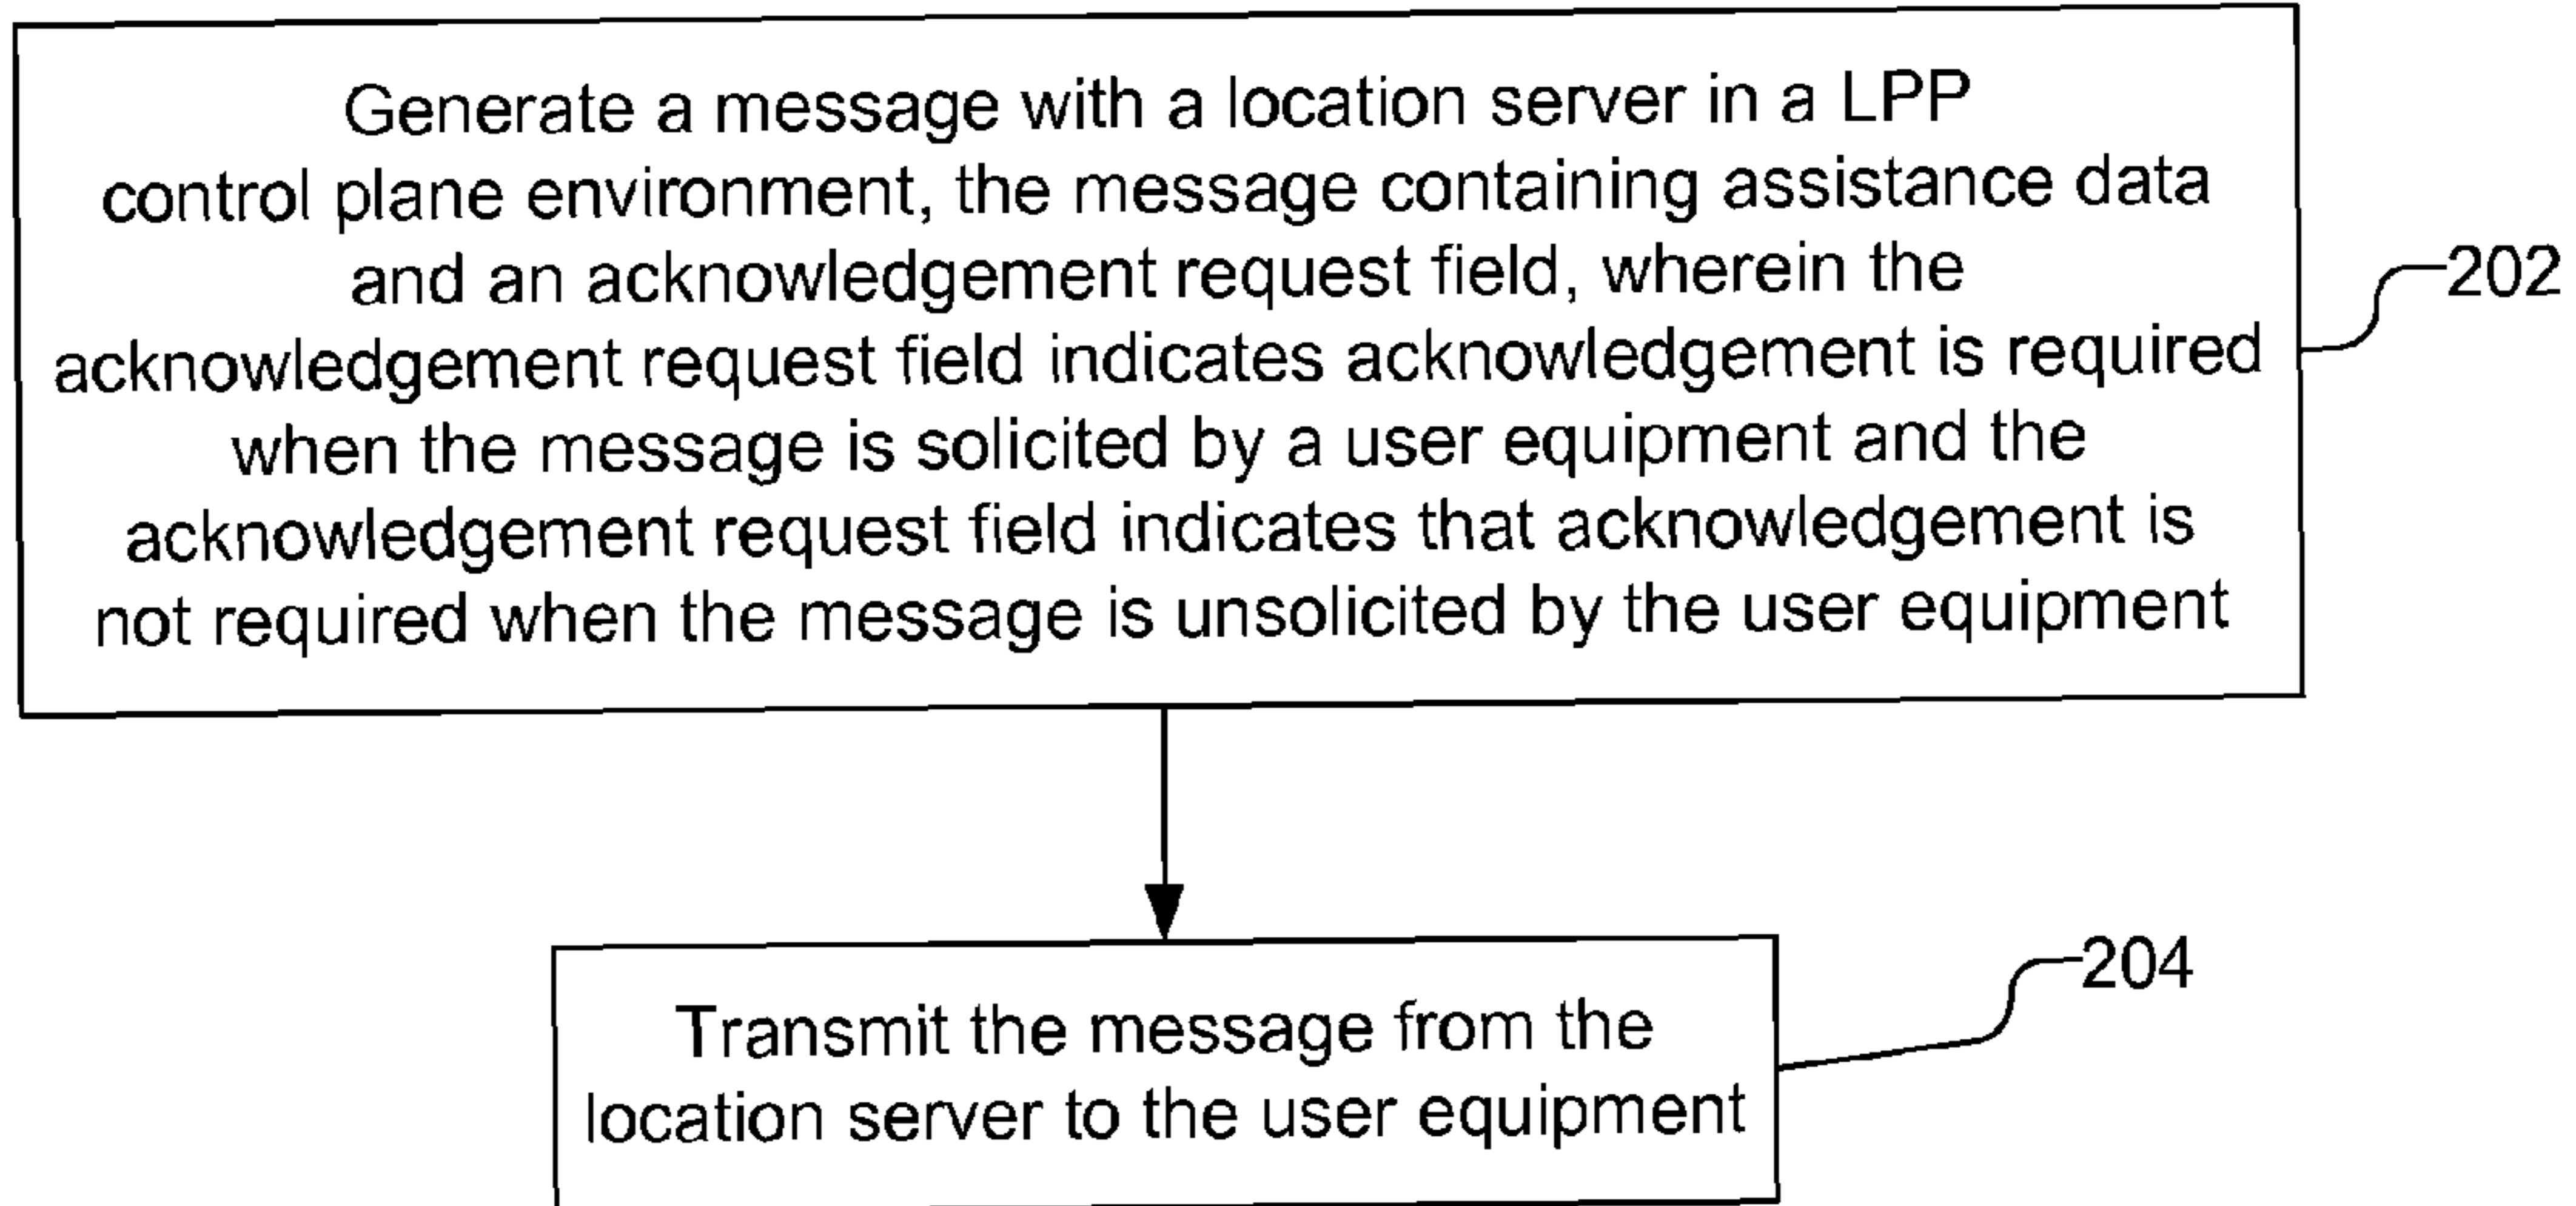 Generate a message with a location server in a LPP
control plane environment, the message containing assistance data
and an acknowledgement request field, wherein the
acknowledgement request field indicates acknowledgement is required
when the message is solicited by a user equipment and the
acknowledgement request field indicates that acknowledgement is
not required when the message is unsolicited by the user equipment
202
Transmit the message from the
location server to the user equipment
204